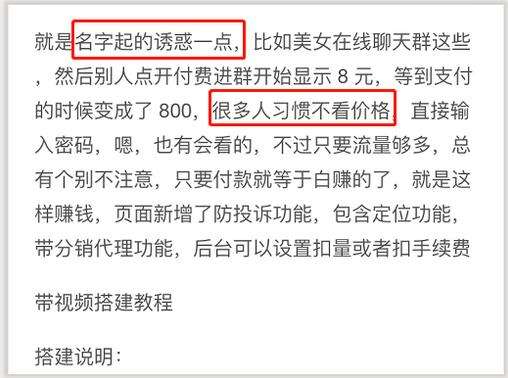 就是名字起的诱惑一点，比如美女在线聊天群这些
，然后别人点开付费进群开始显示 8 元，等到支付
的时候变成了 800，很多人习惯不看价格，直接输
入密码，嗯，也有会看的，不过只要流量够多，总
有个别不注意，只要付款就等于白赚的了，就是这
样赚钱，页面新增了防投诉功能，包含定位功能，
带分销代理功能，后台可以设置扣量或者扣手续费
带视频搭建教程
搭建说明：